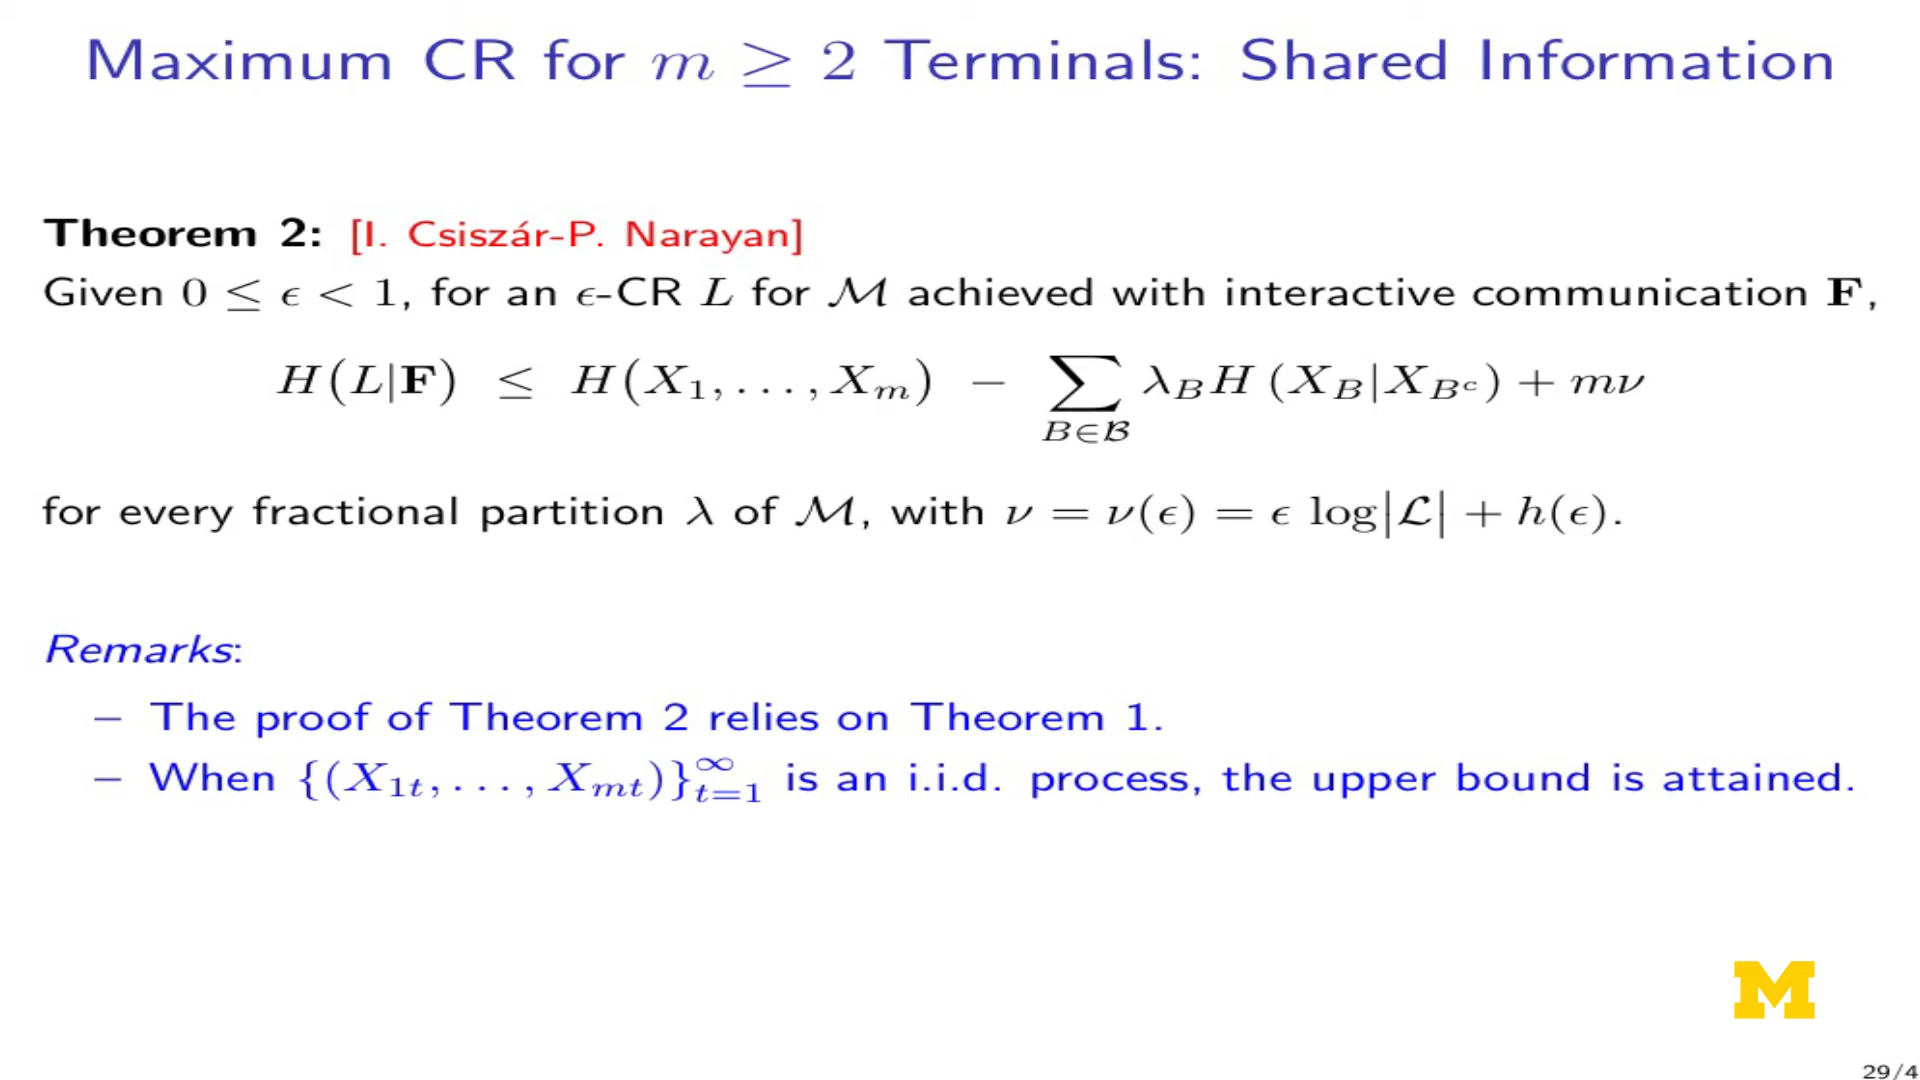 Maximum CR for m ≥ 2 Terminals: Shared Information
Theorem 2: [I. Csiszár-P. Narayan]
Given 0 ≤ ϵ < 1, for an ϵ-CR L for ℳ achieved with interactive communication F,
H(L|F) ≤ H(X₁, . . . , Xₘ) − ∑_{B∈ℬ} λ_B H (X_B|X_{B^c}) + mν
for every fractional partition λ of ℳ, with ν = ν(ϵ) = ϵ log|ℒ| + h(ϵ).
Remarks:
– The proof of Theorem 2 relies on Theorem 1.
– When {(X_{1t}, . . . , X_{mt})}_{t=1}^∞ is an i.i.d. process, the upper bound is attained.
M
29/4